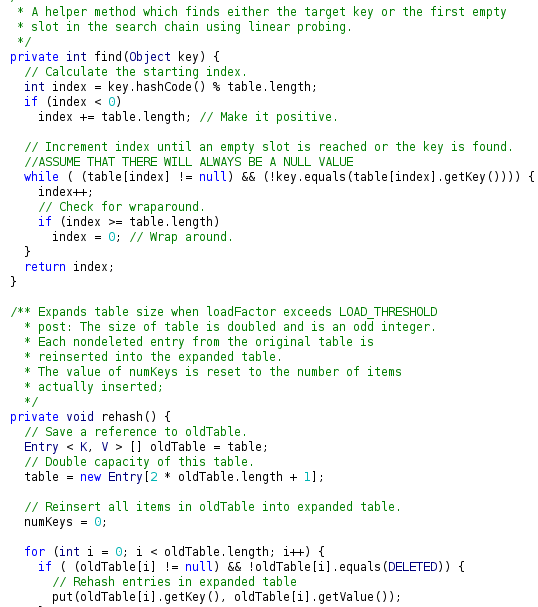 * A helper method which finds either the target key or the first empty
* slot in the search chain using linear probing.
*/
private int find(Object key) {
// Calculate the starting index.
int index = key.hashCode() % table.length;
if (index < 0)
index += table.length; // Make it positive.
// Increment index until an empty slot is reached or the key is found.
//ASSUME THAT THERE WILL ALWAYS BE A NULL VALUE
while ( (table[index] != null) && (!key.equals(table[index].getKey()))) {
index++;
// Check for wraparound.
if (index >= table.length)
index = 0; // Wrap around.
}
return index;
}
/** Expands table size when loadFactor exceeds LOAD_THRESHOLD
* post: The size of table is doubled and is an odd integer.
* Each nondeleted entry from the original table is
* reinserted into the expanded table.
* The value of numKeys is reset to the number of items
* actually inserted;
*/
private void rehash() {
// Save a reference to oldTable.
Entry < K, V > [] oldTable = table;
// Double capacity of this table.
table = new Entry[2 * oldTable.length + 1];
// Reinsert all items in oldTable into expanded table.
numKeys = 0;
for (int i = 0; i < oldTable.length; i++) {
if ( (oldTable[i] != null) && !oldTable[i].equals(DELETED)) {
// Rehash entries in expanded table
put(oldTable[i].getKey(), oldTable[i].getValue());